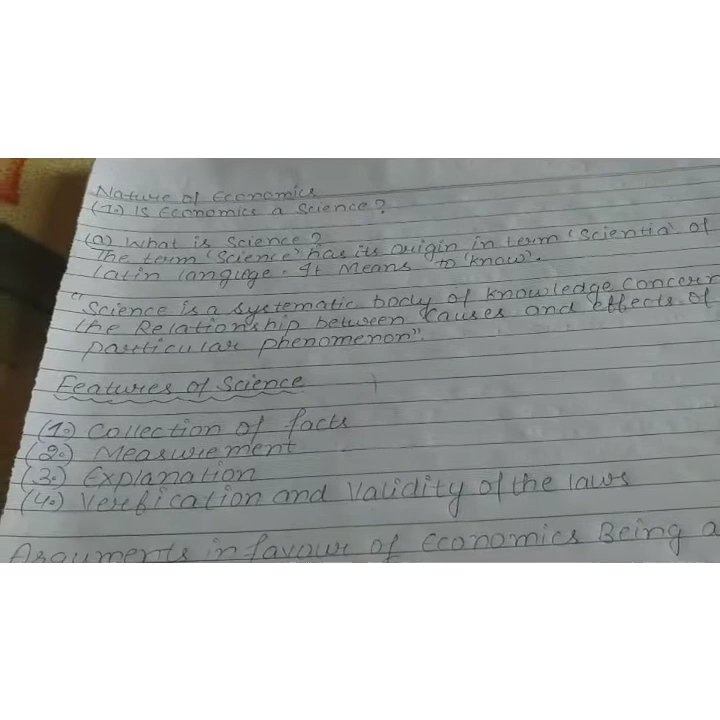 Nature of Economics
(1.) Is Economics a Science?
(a) What is Science?
The term 'Science' has its origin in term 'Scientia' of
Latin languge. It Means to 'Know'.
"Science is a systematic body of knowledge concern
the Relationship between Causes and effects of
particular phenomenon".
Features of Science
(1.) Collection of facts
(2.) Measurement
(3.) Explanation
(4.) Verification and Validity of the laws
Arguments in favour of Economics Being a